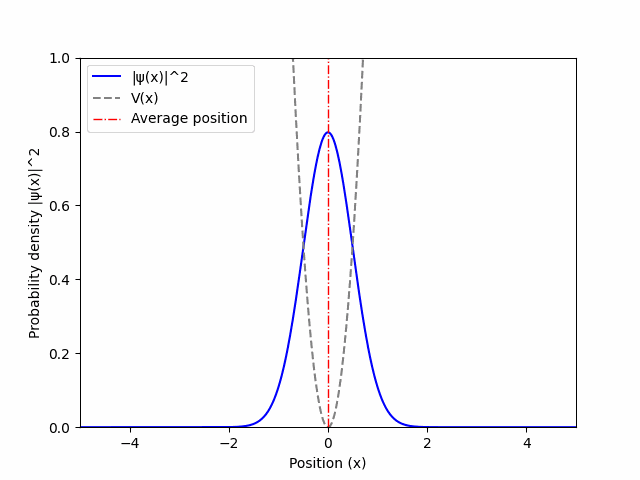 |ψ(x)|^2
V(x)
Average position
Probability density |ψ(x)|^2
1.0
0.8
0.6
0.4
0.2
0.0
−4 −2 0 2 4
Position (x)